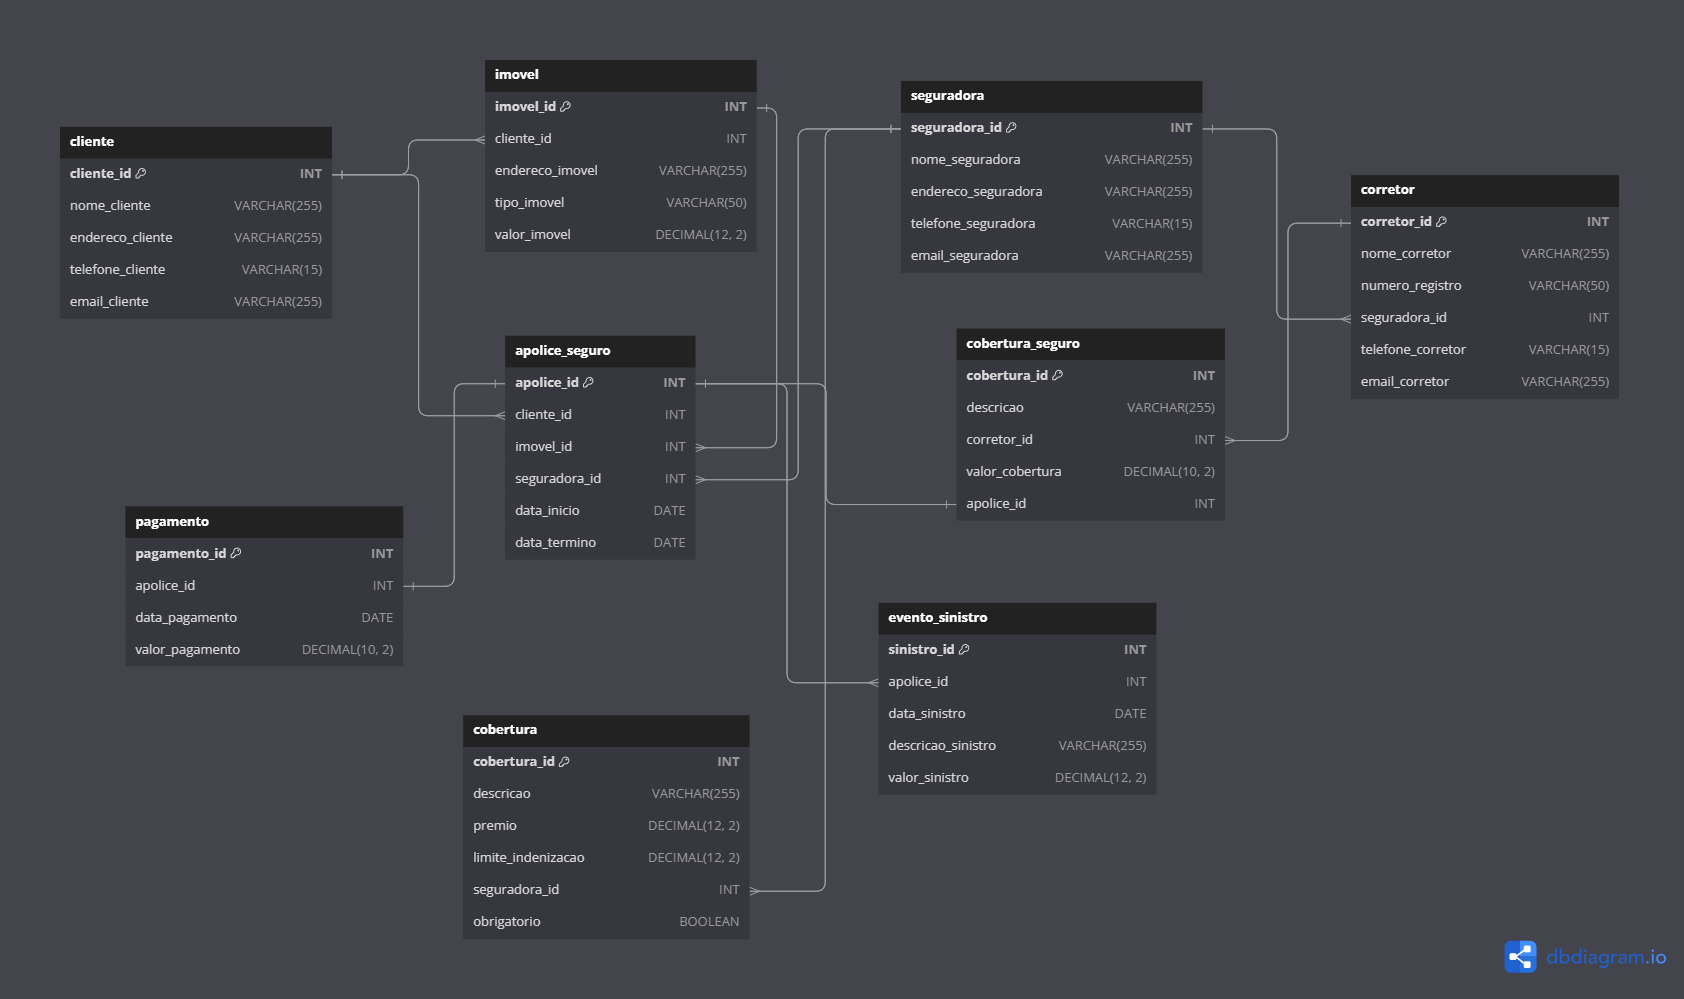 cliente
cliente_id INT
nome_cliente VARCHAR(255)
endereco_cliente VARCHAR(255)
telefone_cliente VARCHAR(15)
email_cliente VARCHAR(255)
imovel
imovel_id INT
cliente_id INT
endereco_imovel VARCHAR(255)
tipo_imovel VARCHAR(50)
valor_imovel DECIMAL(12, 2)
seguradora
seguradora_id INT
nome_seguradora VARCHAR(255)
endereco_seguradora VARCHAR(255)
telefone_seguradora VARCHAR(15)
email_seguradora VARCHAR(255)
corretor
corretor_id INT
nome_corretor VARCHAR(255)
numero_registro VARCHAR(50)
seguradora_id INT
telefone_corretor VARCHAR(15)
email_corretor VARCHAR(255)
apolice_seguro
apolice_id INT
cliente_id INT
imovel_id INT
seguradora_id INT
data_inicio DATE
data_termino DATE
cobertura_seguro
cobertura_id INT
descricao VARCHAR(255)
corretor_id INT
valor_cobertura DECIMAL(10, 2)
apolice_id INT
pagamento
pagamento_id INT
apolice_id INT
data_pagamento DATE
valor_pagamento DECIMAL(10, 2)
evento_sinistro
sinistro_id INT
apolice_id INT
data_sinistro DATE
descricao_sinistro VARCHAR(255)
valor_sinistro DECIMAL(12, 2)
cobertura
cobertura_id INT
descricao VARCHAR(255)
premio DECIMAL(12, 2)
limite_indenizacao DECIMAL(12, 2)
seguradora_id INT
obrigatorio BOOLEAN
dbdiagram.io